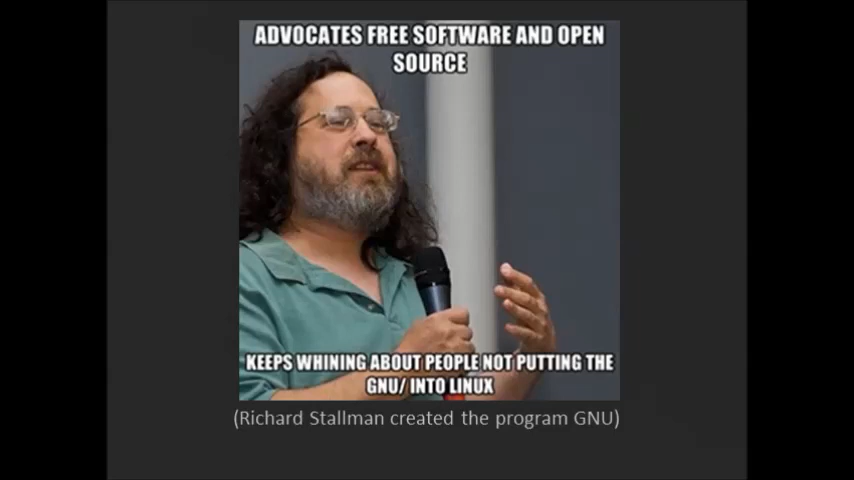 ADVOCATES FREE SOFTWARE AND OPEN
SOURCE
KEEPS WHINING ABOUT PEOPLE NOT PUTTING THE
GNU/ INTO LINUX
(Richard Stallman created the program GNU)